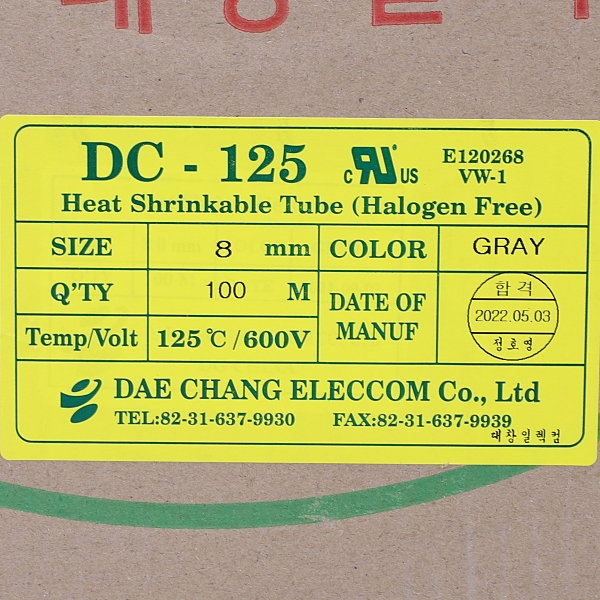 DC - 125 c RU US E120268
VW-1
Heat Shrinkable Tube (Halogen Free)
SIZE 8 mm COLOR GRAY
Q'TY 100 M DATE OF MANUF 합격 2022.05.03 정호영
Temp/Volt 125℃/600V
DAE CHANG ELECCOM Co., Ltd
TEL:82-31-637-9930 FAX:82-31-637-9939
대창일렉컴